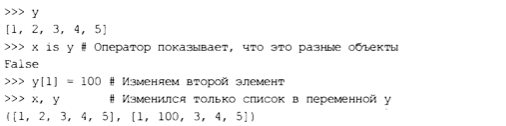 >>> y
[1, 2, 3, 4, 5]
>>> x is y # Оператор показывает, что это разные объекты
False
>>> y[1] = 100 # Изменяем второй элемент
>>> x, y # Изменился только список в переменной y
([1, 2, 3, 4, 5], [1, 100, 3, 4, 5])